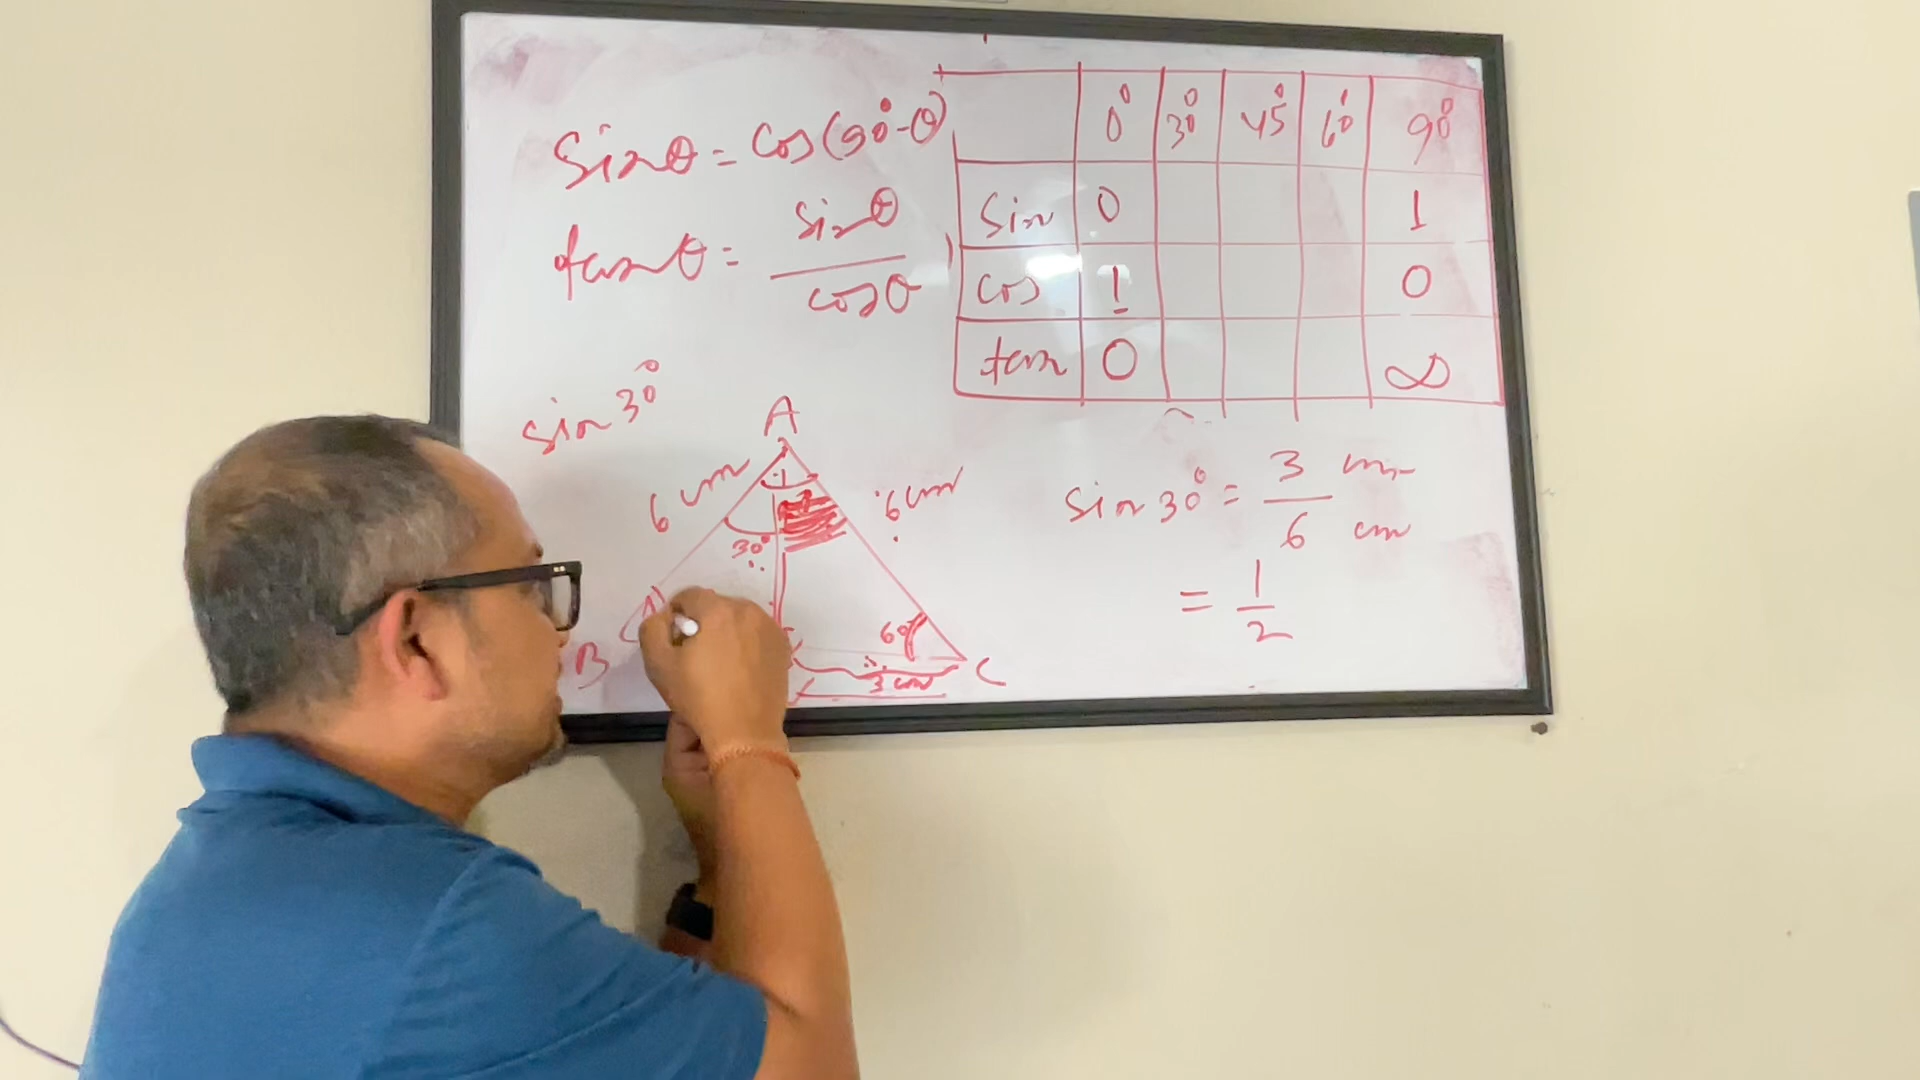 sinθ = cos(90°-θ)
tanθ = sinθ
cosθ
0° 30° 45° 60° 90°
sin 0 1
cos 1 0
tan 0 ∞
sin 30°
A
6 cm 6 cm
30°
60°
B 3 cm C
sin 30° = 3 cm
6 cm
= 1
2